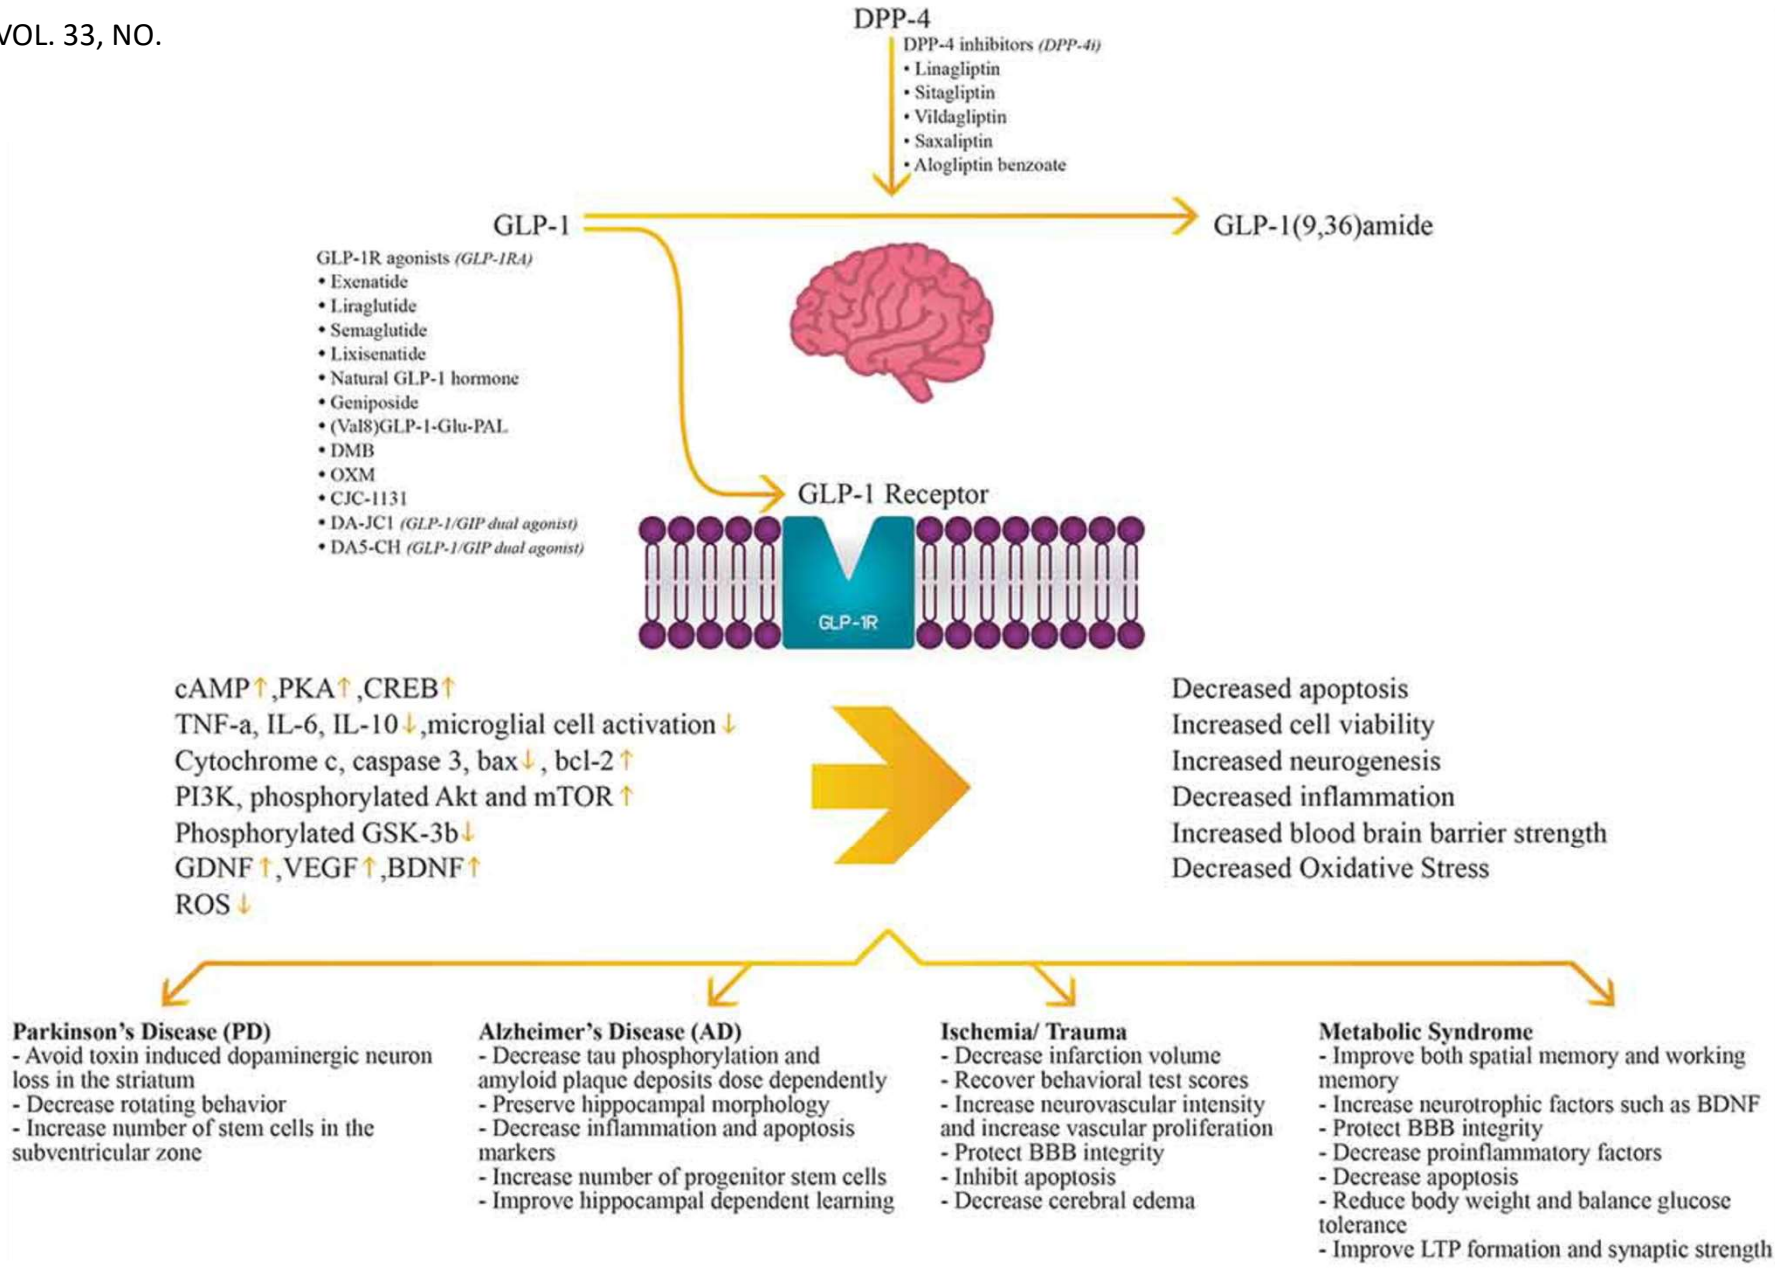 VOL. 33, NO.
DPP-4
DPP-4 inhibitors (DPP-4i)
• Linagliptin
• Sitagliptin
• Vildagliptin
• Saxaliptin
• Alogliptin benzoate
GLP-1
GLP-1(9,36)amide
GLP-1R agonists (GLP-1RA)
• Exenatide
• Liraglutide
• Semaglutide
• Lixisenatide
• Natural GLP-1 hormone
• Geniposide
• (Val8)GLP-1-Glu-PAL
• DMB
• OXM
• CJC-1131
• DA-JC1 (GLP-1/GIP dual agonist)
• DA5-CH (GLP-1/GIP dual agonist)
GLP-1 Receptor
GLP-1R
cAMP↑,PKA↑,CREB↑
TNF-a, IL-6, IL-10↓,microglial cell activation↓
Cytochrome c, caspase 3, bax↓, bcl-2↑
PI3K, phosphorylated Akt and mTOR↑
Phosphorylated GSK-3b↓
GDNF↑,VEGF↑,BDNF↑
ROS↓
Decreased apoptosis
Increased cell viability
Increased neurogenesis
Decreased inflammation
Increased blood brain barrier strength
Decreased Oxidative Stress
Parkinson's Disease (PD)
- Avoid toxin induced dopaminergic neuron
loss in the striatum
- Decrease rotating behavior
- Increase number of stem cells in the
subventricular zone
Alzheimer's Disease (AD)
- Decrease tau phosphorylation and
amyloid plaque deposits dose dependently
- Preserve hippocampal morphology
- Decrease inflammation and apoptosis
markers
- Increase number of progenitor stem cells
- Improve hippocampal dependent learning
Ischemia/ Trauma
- Decrease infarction volume
- Recover behavioral test scores
- Increase neurovascular intensity
and increase vascular proliferation
- Protect BBB integrity
- Inhibit apoptosis
- Decrease cerebral edema
Metabolic Syndrome
- Improve both spatial memory and working
memory
- Increase neurotrophic factors such as BDNF
- Protect BBB integrity
- Decrease proinflammatory factors
- Decrease apoptosis
- Reduce body weight and balance glucose
tolerance
- Improve LTP formation and synaptic strength